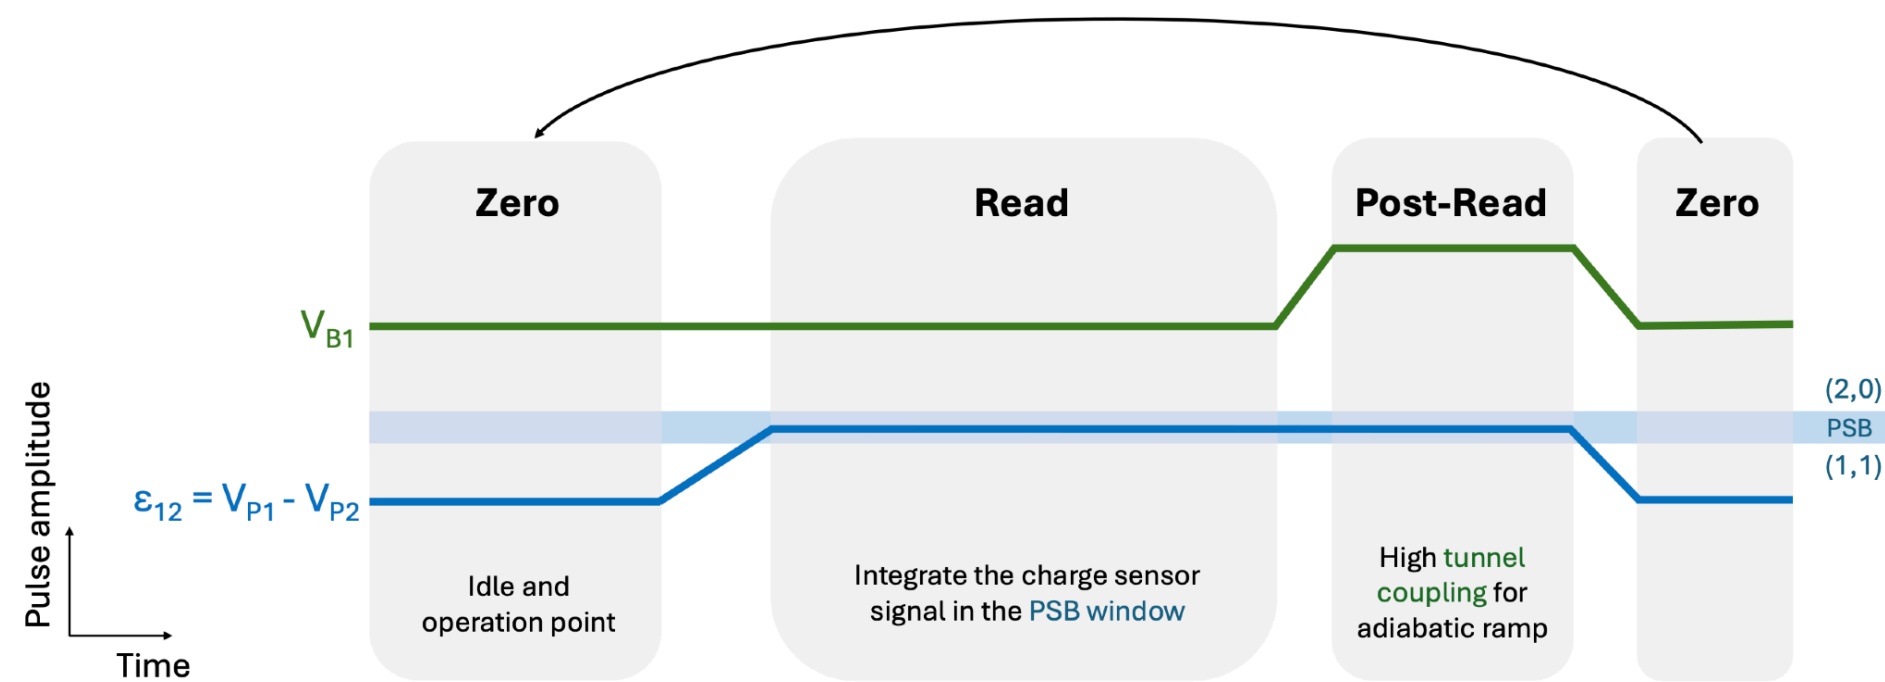 Zero
Read
Post-Read
Zero
V_B1
(2,0)
PSB
(1,1)
ε_12 = V_P1 - V_P2
Pulse amplitude
Time
Idle and
operation point
Integrate the charge sensor
signal in the PSB window
High tunnel
coupling for
adiabatic ramp